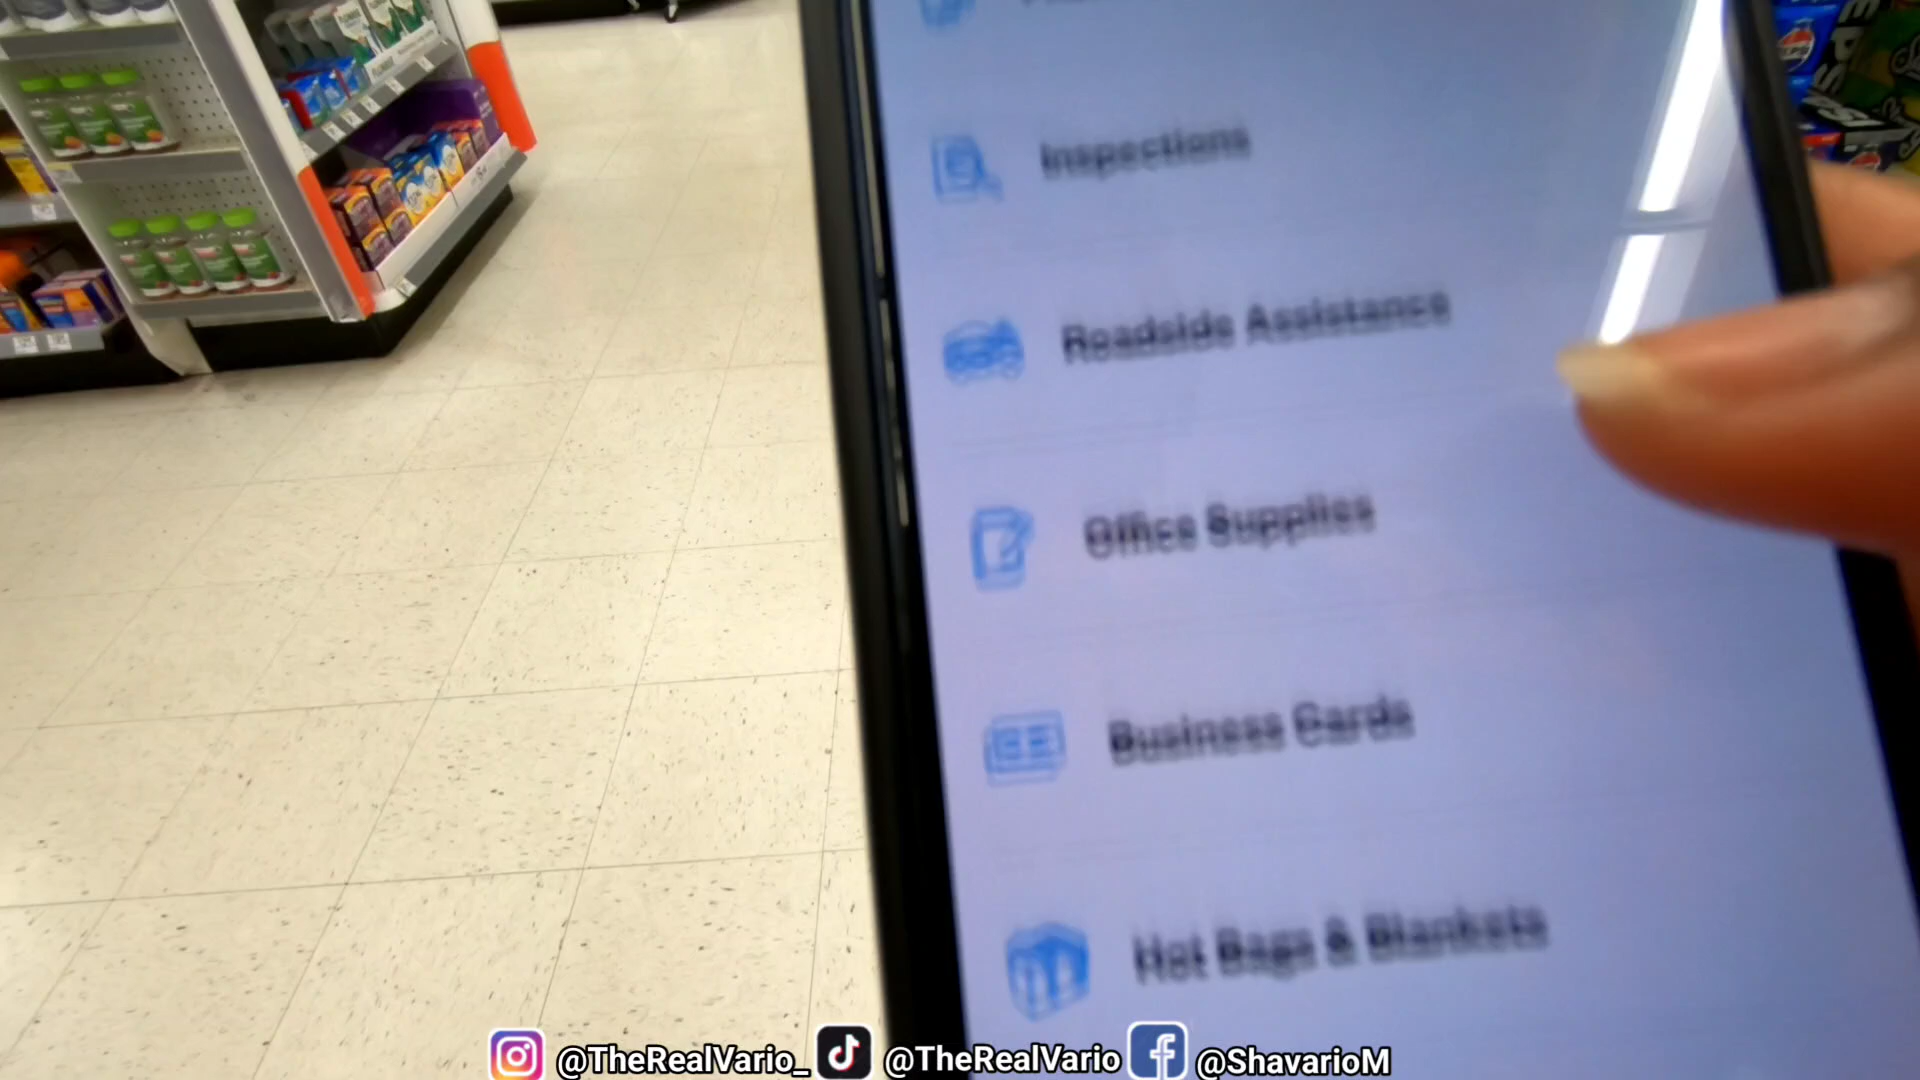 Inspections
Roadside Assistance
Office Supplies
Business Cards
Hot Bags & Blankets
@TheRealVario_ @TheRealVario @ShavarioM